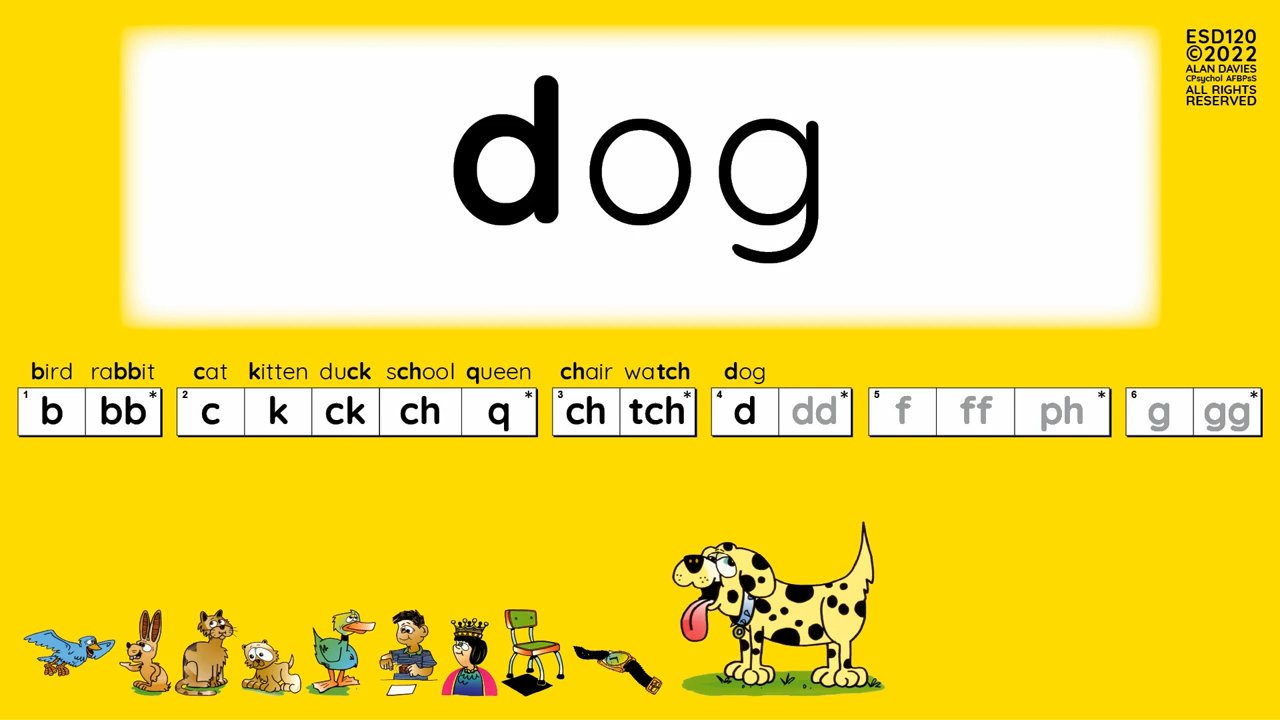 ESD120
©2022
ALAN DAVIES
CPsychol AFBPsS
ALL RIGHTS
RESERVED
dog
bird rabbit cat kitten duck school queen chair watch dog
1 b bb* 2 c k ck ch q* 3 ch tch* 4 d dd* 5 f ff ph* 6 g gg*